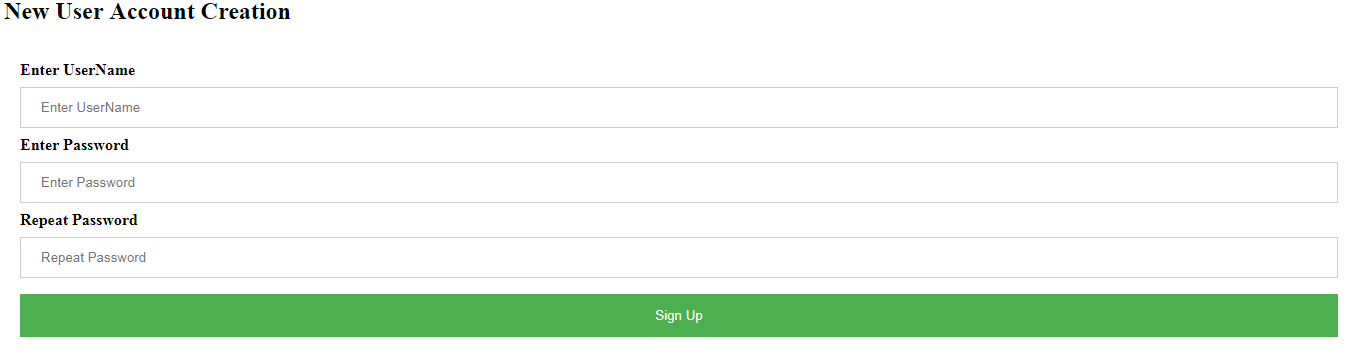 New User Account Creation
Enter UserName
Enter UserName
Enter Password
Enter Password
Repeat Password
Repeat Password
Sign Up